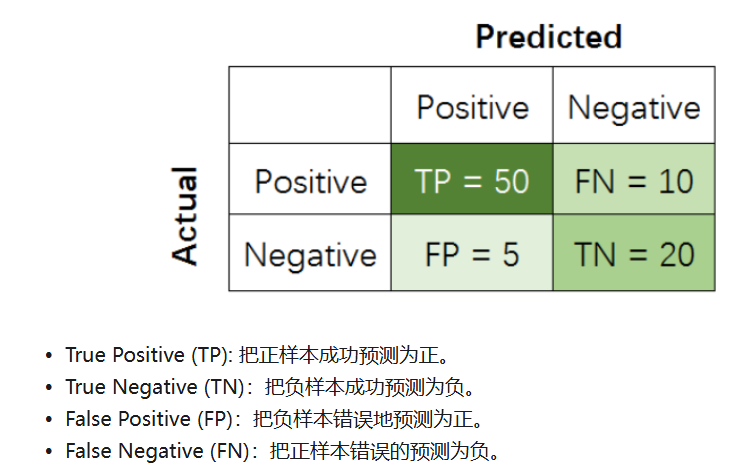 Predicted
Positive Negative
Actual
Positive TP = 50 FN = 10
Negative FP = 5 TN = 20
• True Positive (TP): 把正样本成功预测为正。
• True Negative (TN)：把负样本成功预测为负。
• False Positive (FP)：把负样本错误地预测为正。
• False Negative (FN)：把正样本错误的预测为负。